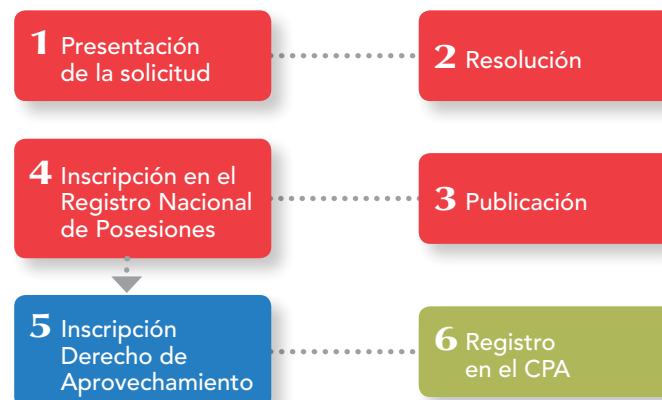 1 Presentación
de la solicitud
2 Resolución
4 Inscripción en el
Registro Nacional
de Posesiones
3 Publicación
5 Inscripción
Derecho de
Aprovechamiento
6 Registro
en el CPA